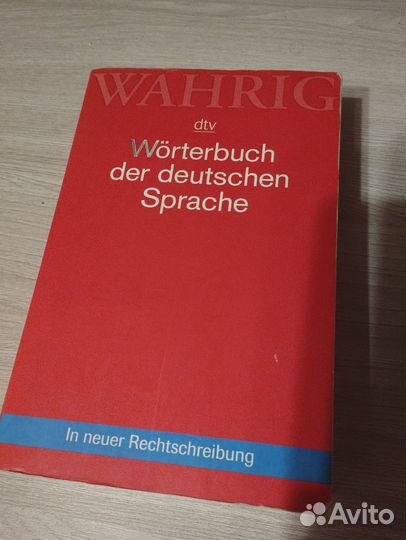 WAHRIG
dtv
Wörterbuch
der deutschen
Sprache
In neuer Rechtschreibung
Avito